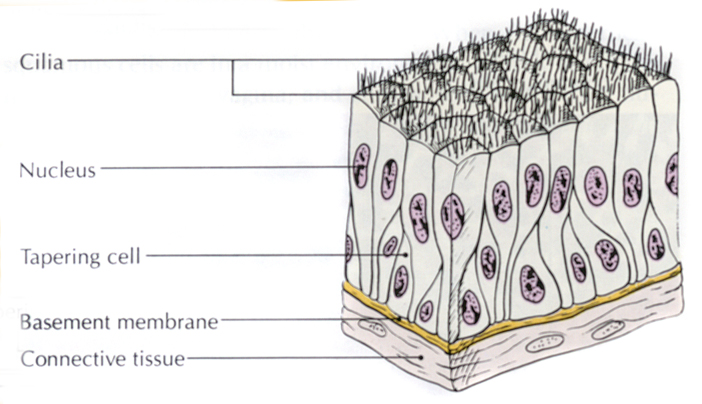 Cilia
Nucleus
Tapering cell
Basement membrane
Connective tissue